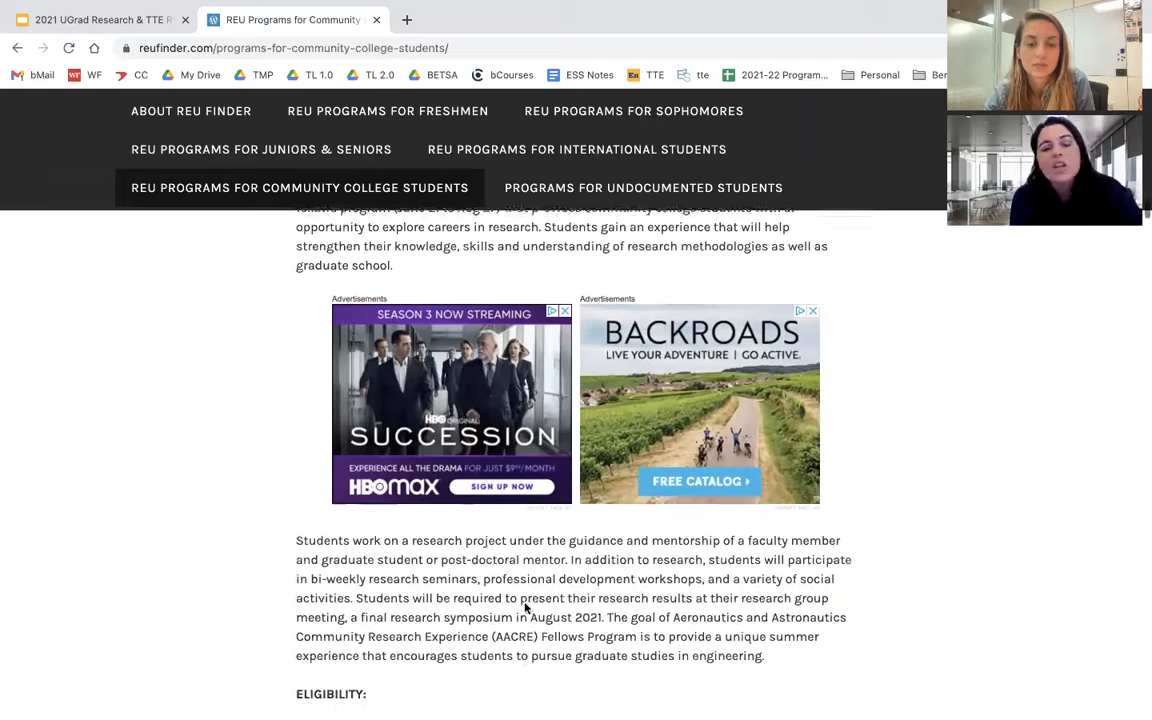 2021 UGrad Research & TTE R
REU Programs for Community
reufinder.com/programs-for-community-college-students/
bMail WF CC My Drive TMP TL 1.0 TL 2.0 BETSA bCourses ESS Notes TTE tte 2021-22 Program... Personal Ber
ABOUT REU FINDER REU PROGRAMS FOR FRESHMEN REU PROGRAMS FOR SOPHOMORES
REU PROGRAMS FOR JUNIORS & SENIORS REU PROGRAMS FOR INTERNATIONAL STUDENTS
REU PROGRAMS FOR COMMUNITY COLLEGE STUDENTS PROGRAMS FOR UNDOCUMENTED STUDENTS
opportunity to explore careers in research. Students gain an experience that will help
strengthen their knowledge, skills and understanding of research methodologies as well as
graduate school.
Advertisements
SEASON 3 NOW STREAMING
HBO ORIGINAL
SUCCESSION
EXPERIENCE ALL THE DRAMA FOR JUST $9.99/MONTH
HBOMAX SIGN UP NOW
Advertisements
BACKROADS
LIVE YOUR ADVENTURE | GO ACTIVE.
FREE CATALOG
Students work on a research project under the guidance and mentorship of a faculty member
and graduate student or post-doctoral mentor. In addition to research, students will participate
in bi-weekly research seminars, professional development workshops, and a variety of social
activities. Students will be required to present their research results at their research group
meeting, a final research symposium in August 2021. The goal of Aeronautics and Astronautics
Community Research Experience (AACRE) Fellows Program is to provide a unique summer
experience that encourages students to pursue graduate studies in engineering.
ELIGIBILITY: